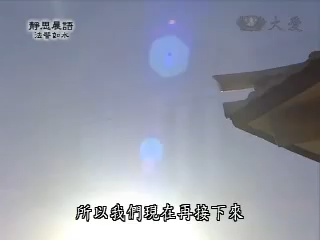 靜思晨語
法譬如水
大愛
所以我們現在再接下來